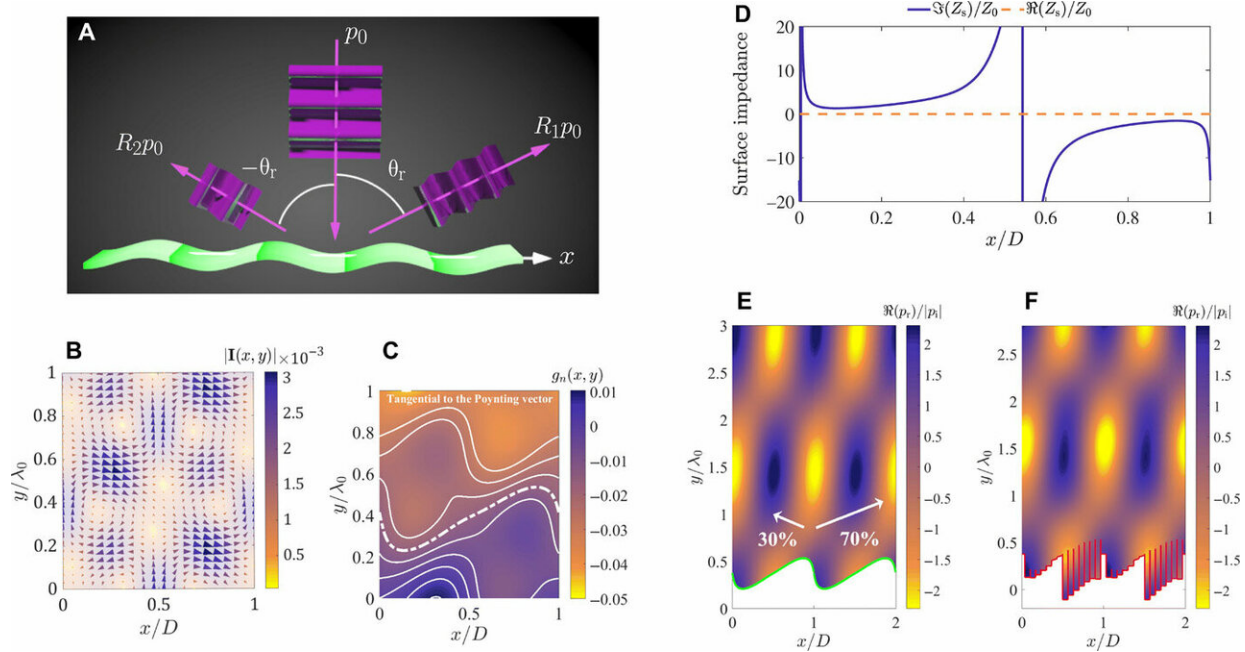 A
p₀
R₂p₀
−θᵣ
θᵣ
R₁p₀
x
B
|I(x, y)| ×10⁻³
1
0.8
0.6
0.4
0.2
0
y/λ₀
0
0.5
1
x/D
3
2.5
2
1.5
1
0.5
C
gₙ(x, y)
Tangential to the Poynting vector
1
0.8
0.6
0.4
0.2
0
y/λ₀
0
0.5
1
x/D
0.01
0
−0.01
−0.02
−0.03
−0.04
−0.05
D
ℑ(Zₛ)/Z₀
ℜ(Zₛ)/Z₀
Surface impedance
20
10
0
−10
−20
0
0.2
0.4
0.6
0.8
1
x/D
E
ℜ(pᵣ)/|pᵢ|
3
2.5
2
1.5
1
0.5
0
y/λ₀
30%
70%
0
1
2
x/D
2
1.5
1
0.5
0
−0.5
−1
−1.5
−2
F
ℜ(pᵣ)/|pᵢ|
2.5
2
1.5
1
0.5
0
y/λ₀
0
1
2
x/D
2
1.5
1
0.5
0
−0.5
−1
−1.5
−2